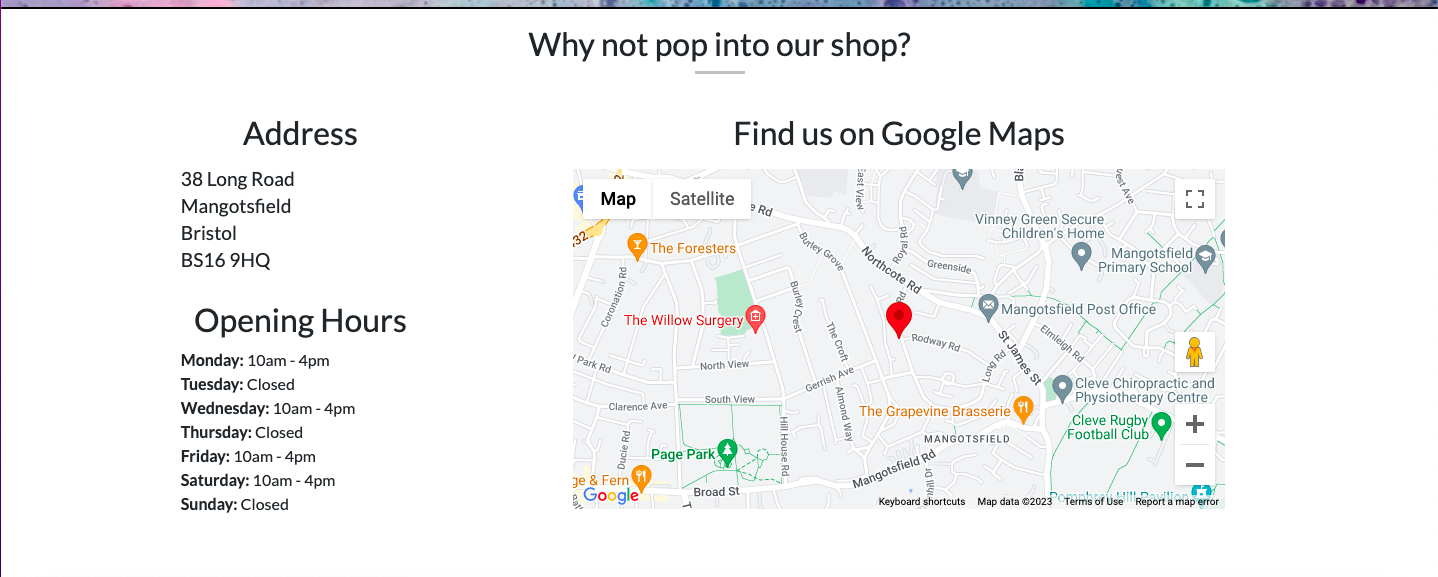 Why not pop into our shop?
Address
38 Long Road
Mangotsfield
Bristol
BS16 9HQ
Opening Hours
Monday: 10am - 4pm
Tuesday: Closed
Wednesday: 10am - 4pm
Thursday: Closed
Friday: 10am - 4pm
Saturday: 10am - 4pm
Sunday: Closed
Find us on Google Maps
Map
Satellite
East View
Vinney Green Secure
Children's Home
The Foresters
Burley Grove
Royal Rd
Northcote Rd
Greenside
Mangotsfield
Primary School
Coronation Rd
Burley Crest
The Willow Surgery
Mangotsfield Post Office
The Croft
Rodway Rd
Elmleigh Rd
St James St
Long Rd
Park Rd
North View
Gerrish Ave
Cleve Chiropractic and
Physiotherapy Centre
Clarence Ave
South View
Almond Way
The Grapevine Brasserie
Cleve Rugby
Football Club
Hill House Rd
MANGOTSFIELD
Ducie Rd
Page Park
Mangotsfield Rd
ge & Fern
Google
Broad St
Pomphrey Hill Pavilion
Keyboard shortcuts
Map data ©2023
Terms of Use
Report a map error